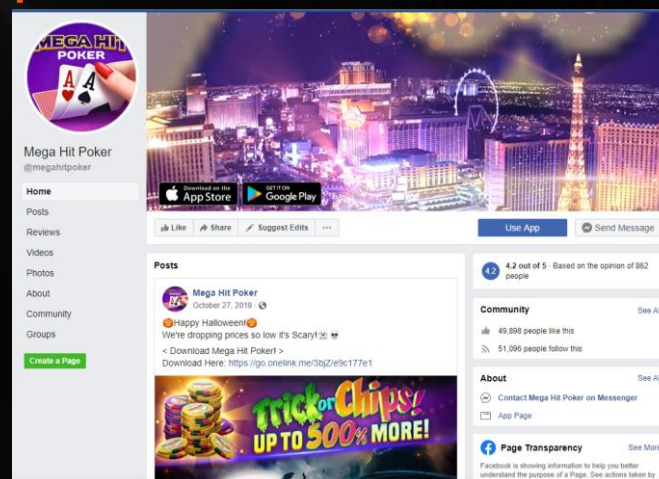 MEGA HIT
POKER
A A
Mega Hit Poker
@megahitpoker
Home
Posts
Reviews
Videos
Photos
About
Community
Groups
Create a Page
Download on the
App Store
GET IT ON
Google Play
Like
Share
Suggest Edits
...
Use App
Send Message
Posts
Mega Hit Poker
October 27, 2019 ·
🎃Happy Halloween!🎃
We're dropping prices so low it's Scary!
< Download Mega Hit Poker! >
Download Here: https://go.onelink.me/3bjZ/e9c177e1
TRICK or Chips!
UP TO 500% MORE!
4.2
4.2 out of 5 · Based on the opinion of 862
people
Community
See All
49,898 people like this
51,096 people follow this
About
See All
Contact Mega Hit Poker on Messenger
App Page
Page Transparency
See More
Facebook is showing information to help you better
understand the purpose of a Page. See actions taken by